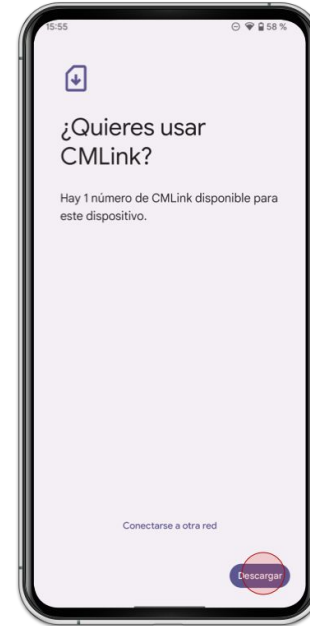 15:55 58 %
¿Quieres usar
CMLink?
Hay 1 número de CMLink disponible para
este dispositivo.
Conectarse a otra red
Descargar